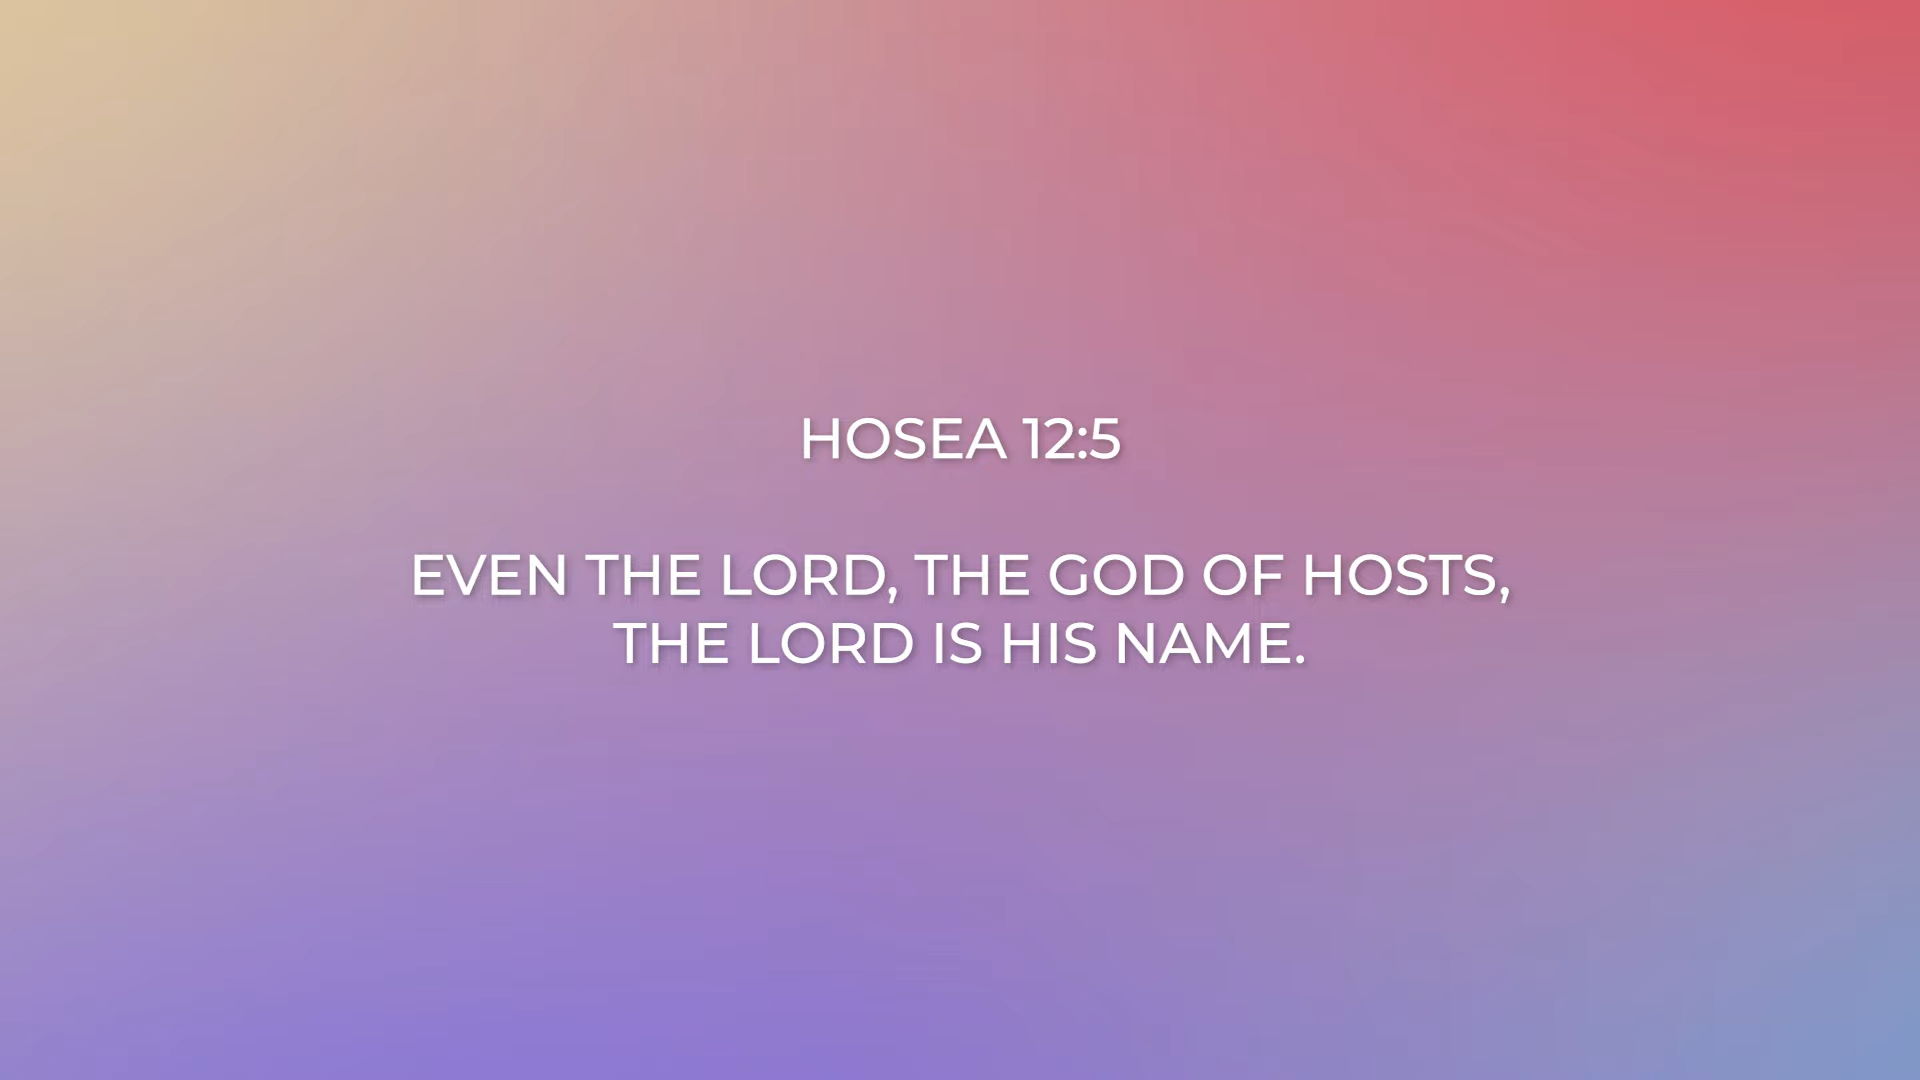 HOSEA 12:5
EVEN THE LORD, THE GOD OF HOSTS,
THE LORD IS HIS NAME.